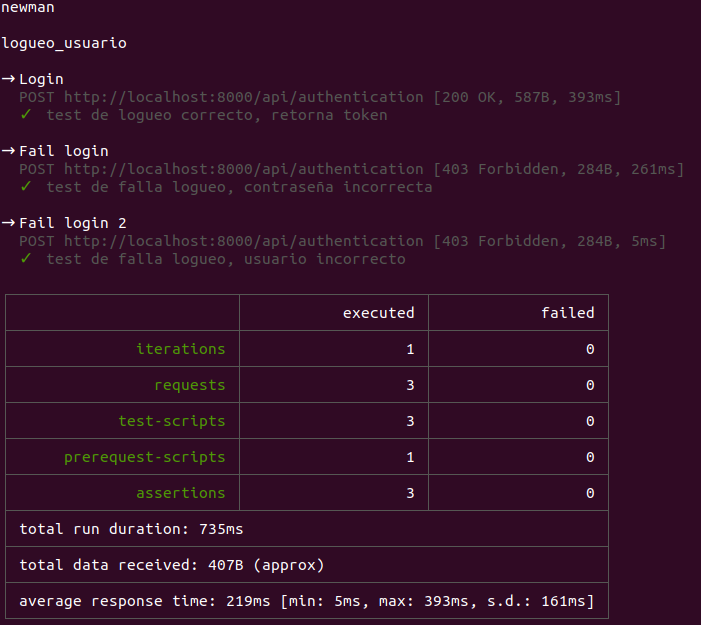 newman
logueo_usuario
→ Login
POST http://localhost:8000/api/authentication [200 OK, 587B, 393ms]
✓ test de logueo correcto, retorna token
→ Fail login
POST http://localhost:8000/api/authentication [403 Forbidden, 284B, 261ms]
✓ test de falla logueo, contraseña incorrecta
→ Fail login 2
POST http://localhost:8000/api/authentication [403 Forbidden, 284B, 5ms]
✓ test de falla logueo, usuario incorrecto
executed failed
iterations 1 0
requests 3 0
test-scripts 3 0
prerequest-scripts 1 0
assertions 3 0
total run duration: 735ms
total data received: 407B (approx)
average response time: 219ms [min: 5ms, max: 393ms, s.d.: 161ms]